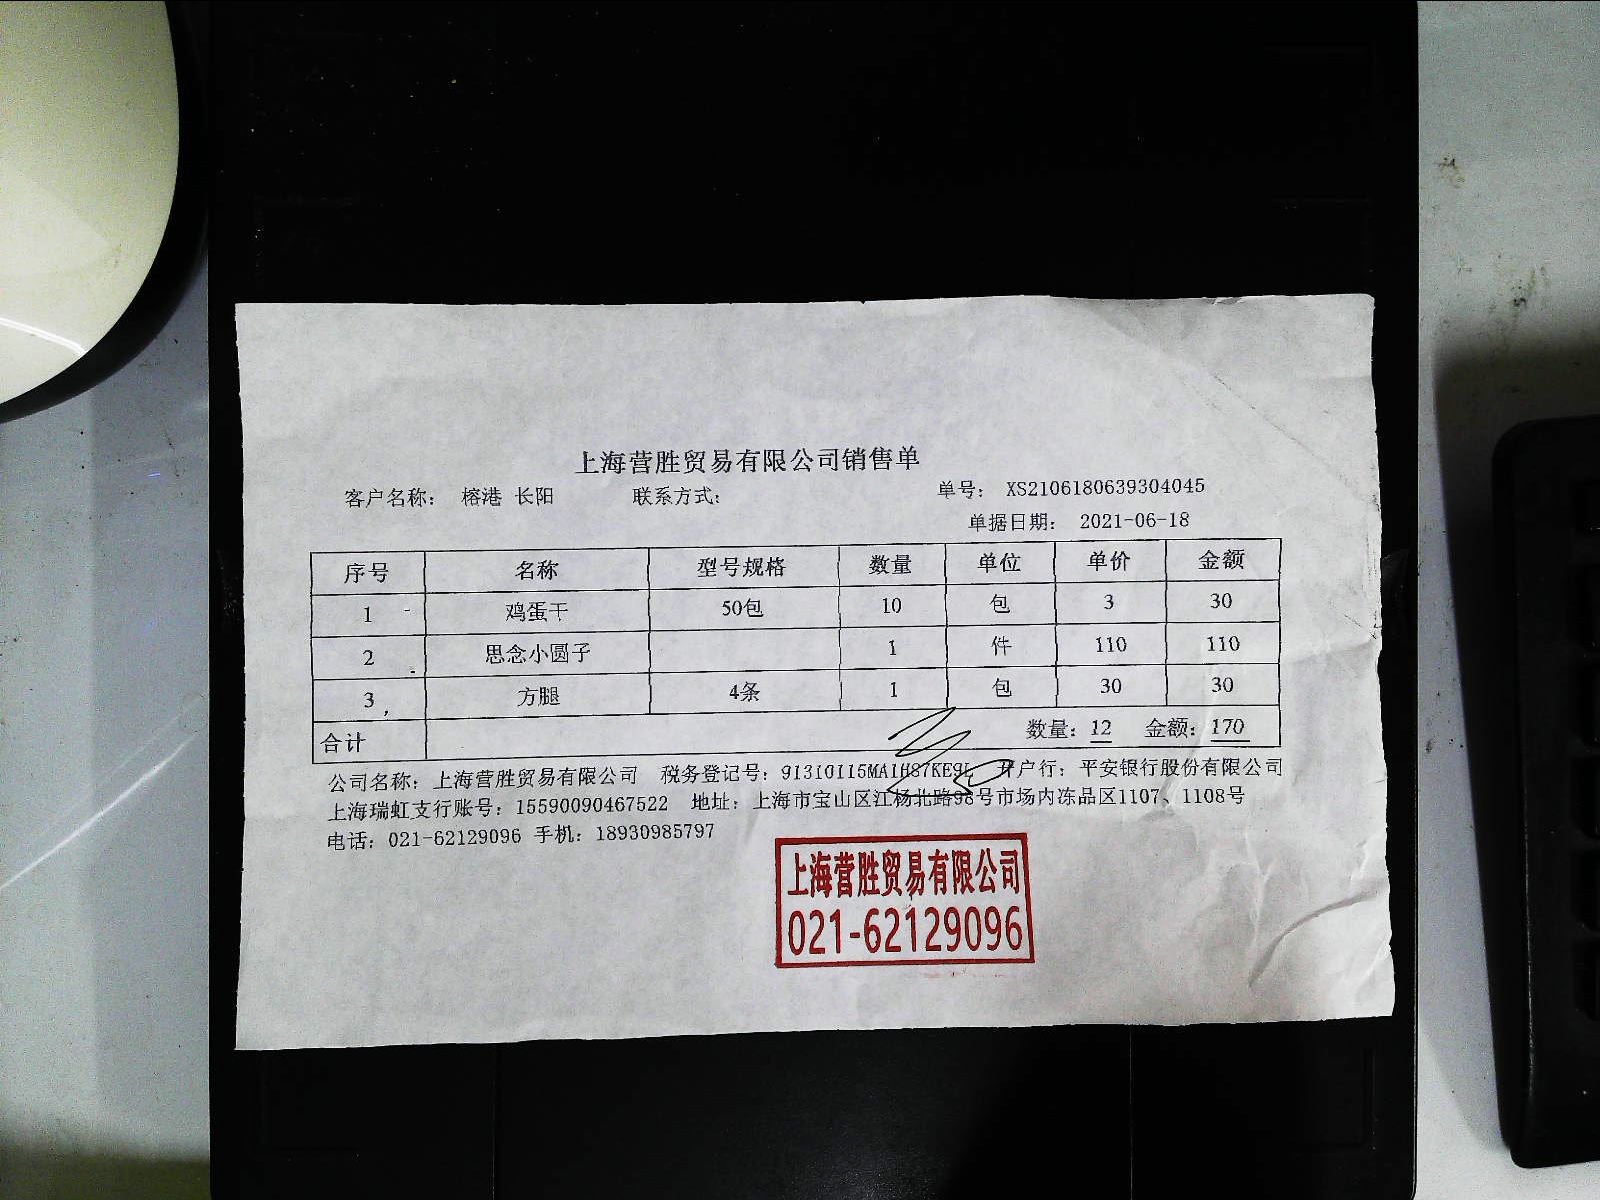 上海营胜贸易有限公司销售单
客户名称： 榕港 长阳 联系方式： 单号： XS2106180639304045
单据日期： 2021-06-18
序号 名称 型号规格 数量 单位 单价 金额
1 鸡蛋干 50包 10 包 3 30
2 思念小圆子 1 件 110 110
3 方腿 4条 1 包 30 30
合计 数量：12 金额：170
公司名称：上海营胜贸易有限公司 税务登记号：91310115MA1H87KE9L 开户行：平安银行股份有限公司
上海瑞虹支行账号：15590090467522 地址：上海市宝山区江杨北路98号市场内冻品区1107、1108号
电话：021-62129096 手机：18930985797
上海营胜贸易有限公司
021-62129096